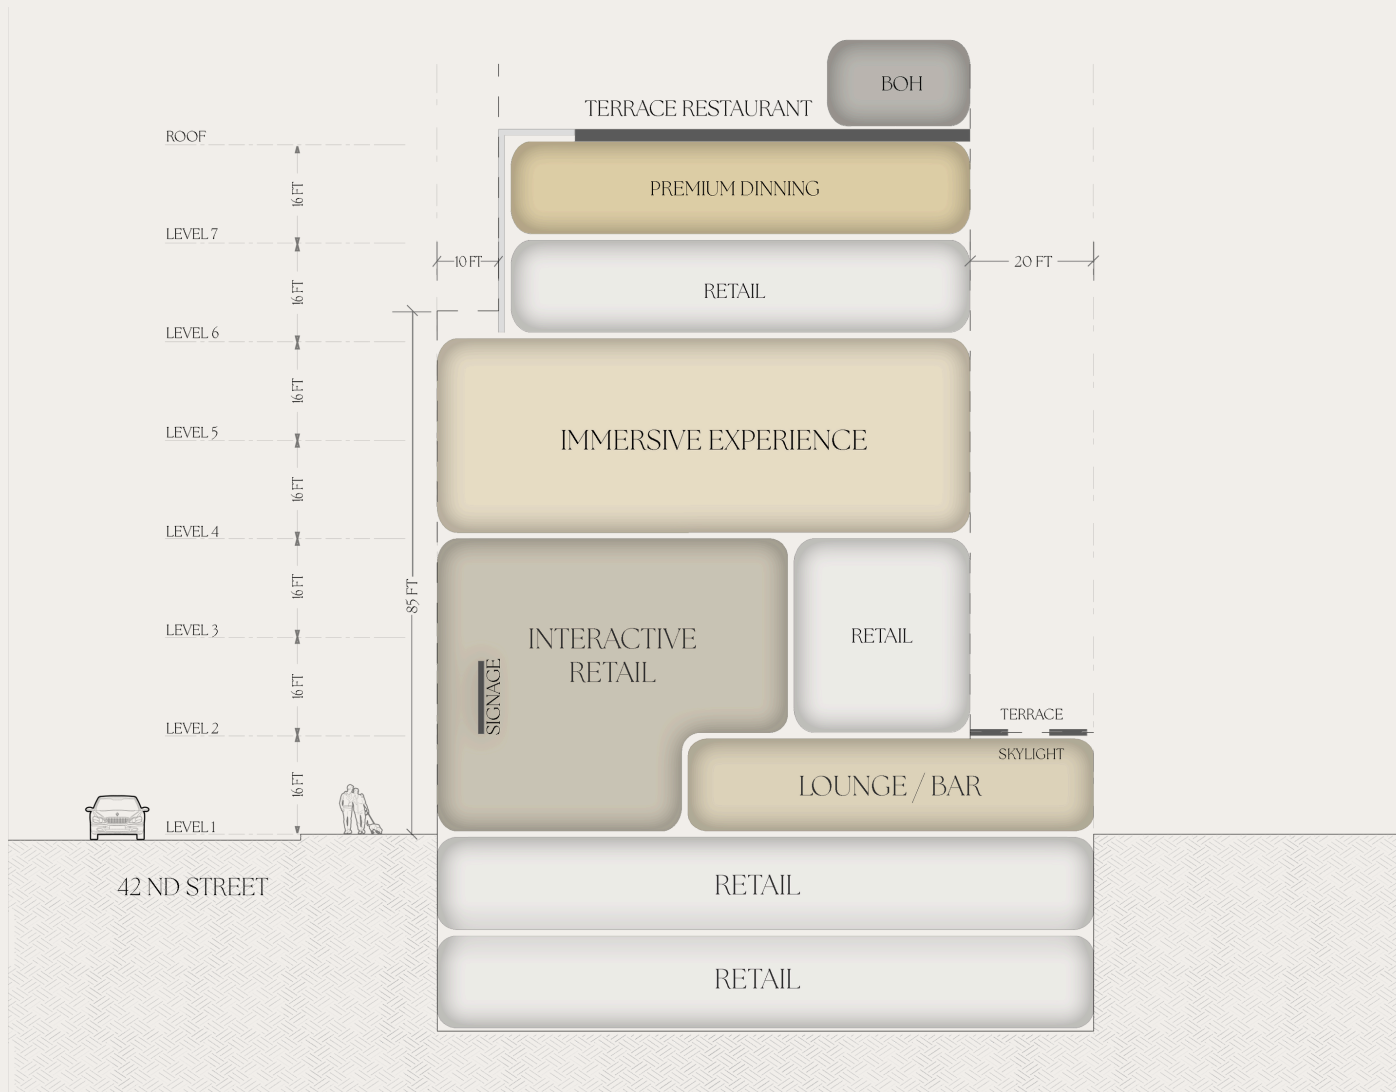 BOH
TERRACE RESTAURANT
ROOF
16 FT
PREMIUM DINNING
LEVEL 7
10 FT
20 FT
16 FT
RETAIL
LEVEL 6
16 FT
LEVEL 5
IMMERSIVE EXPERIENCE
16 FT
LEVEL 4
16 FT
85 FT
LEVEL 3
INTERACTIVE
RETAIL
RETAIL
SIGNAGE
16 FT
TERRACE
LEVEL 2
SKYLIGHT
16 FT
LOUNGE / BAR
LEVEL 1
42 ND STREET
RETAIL
RETAIL